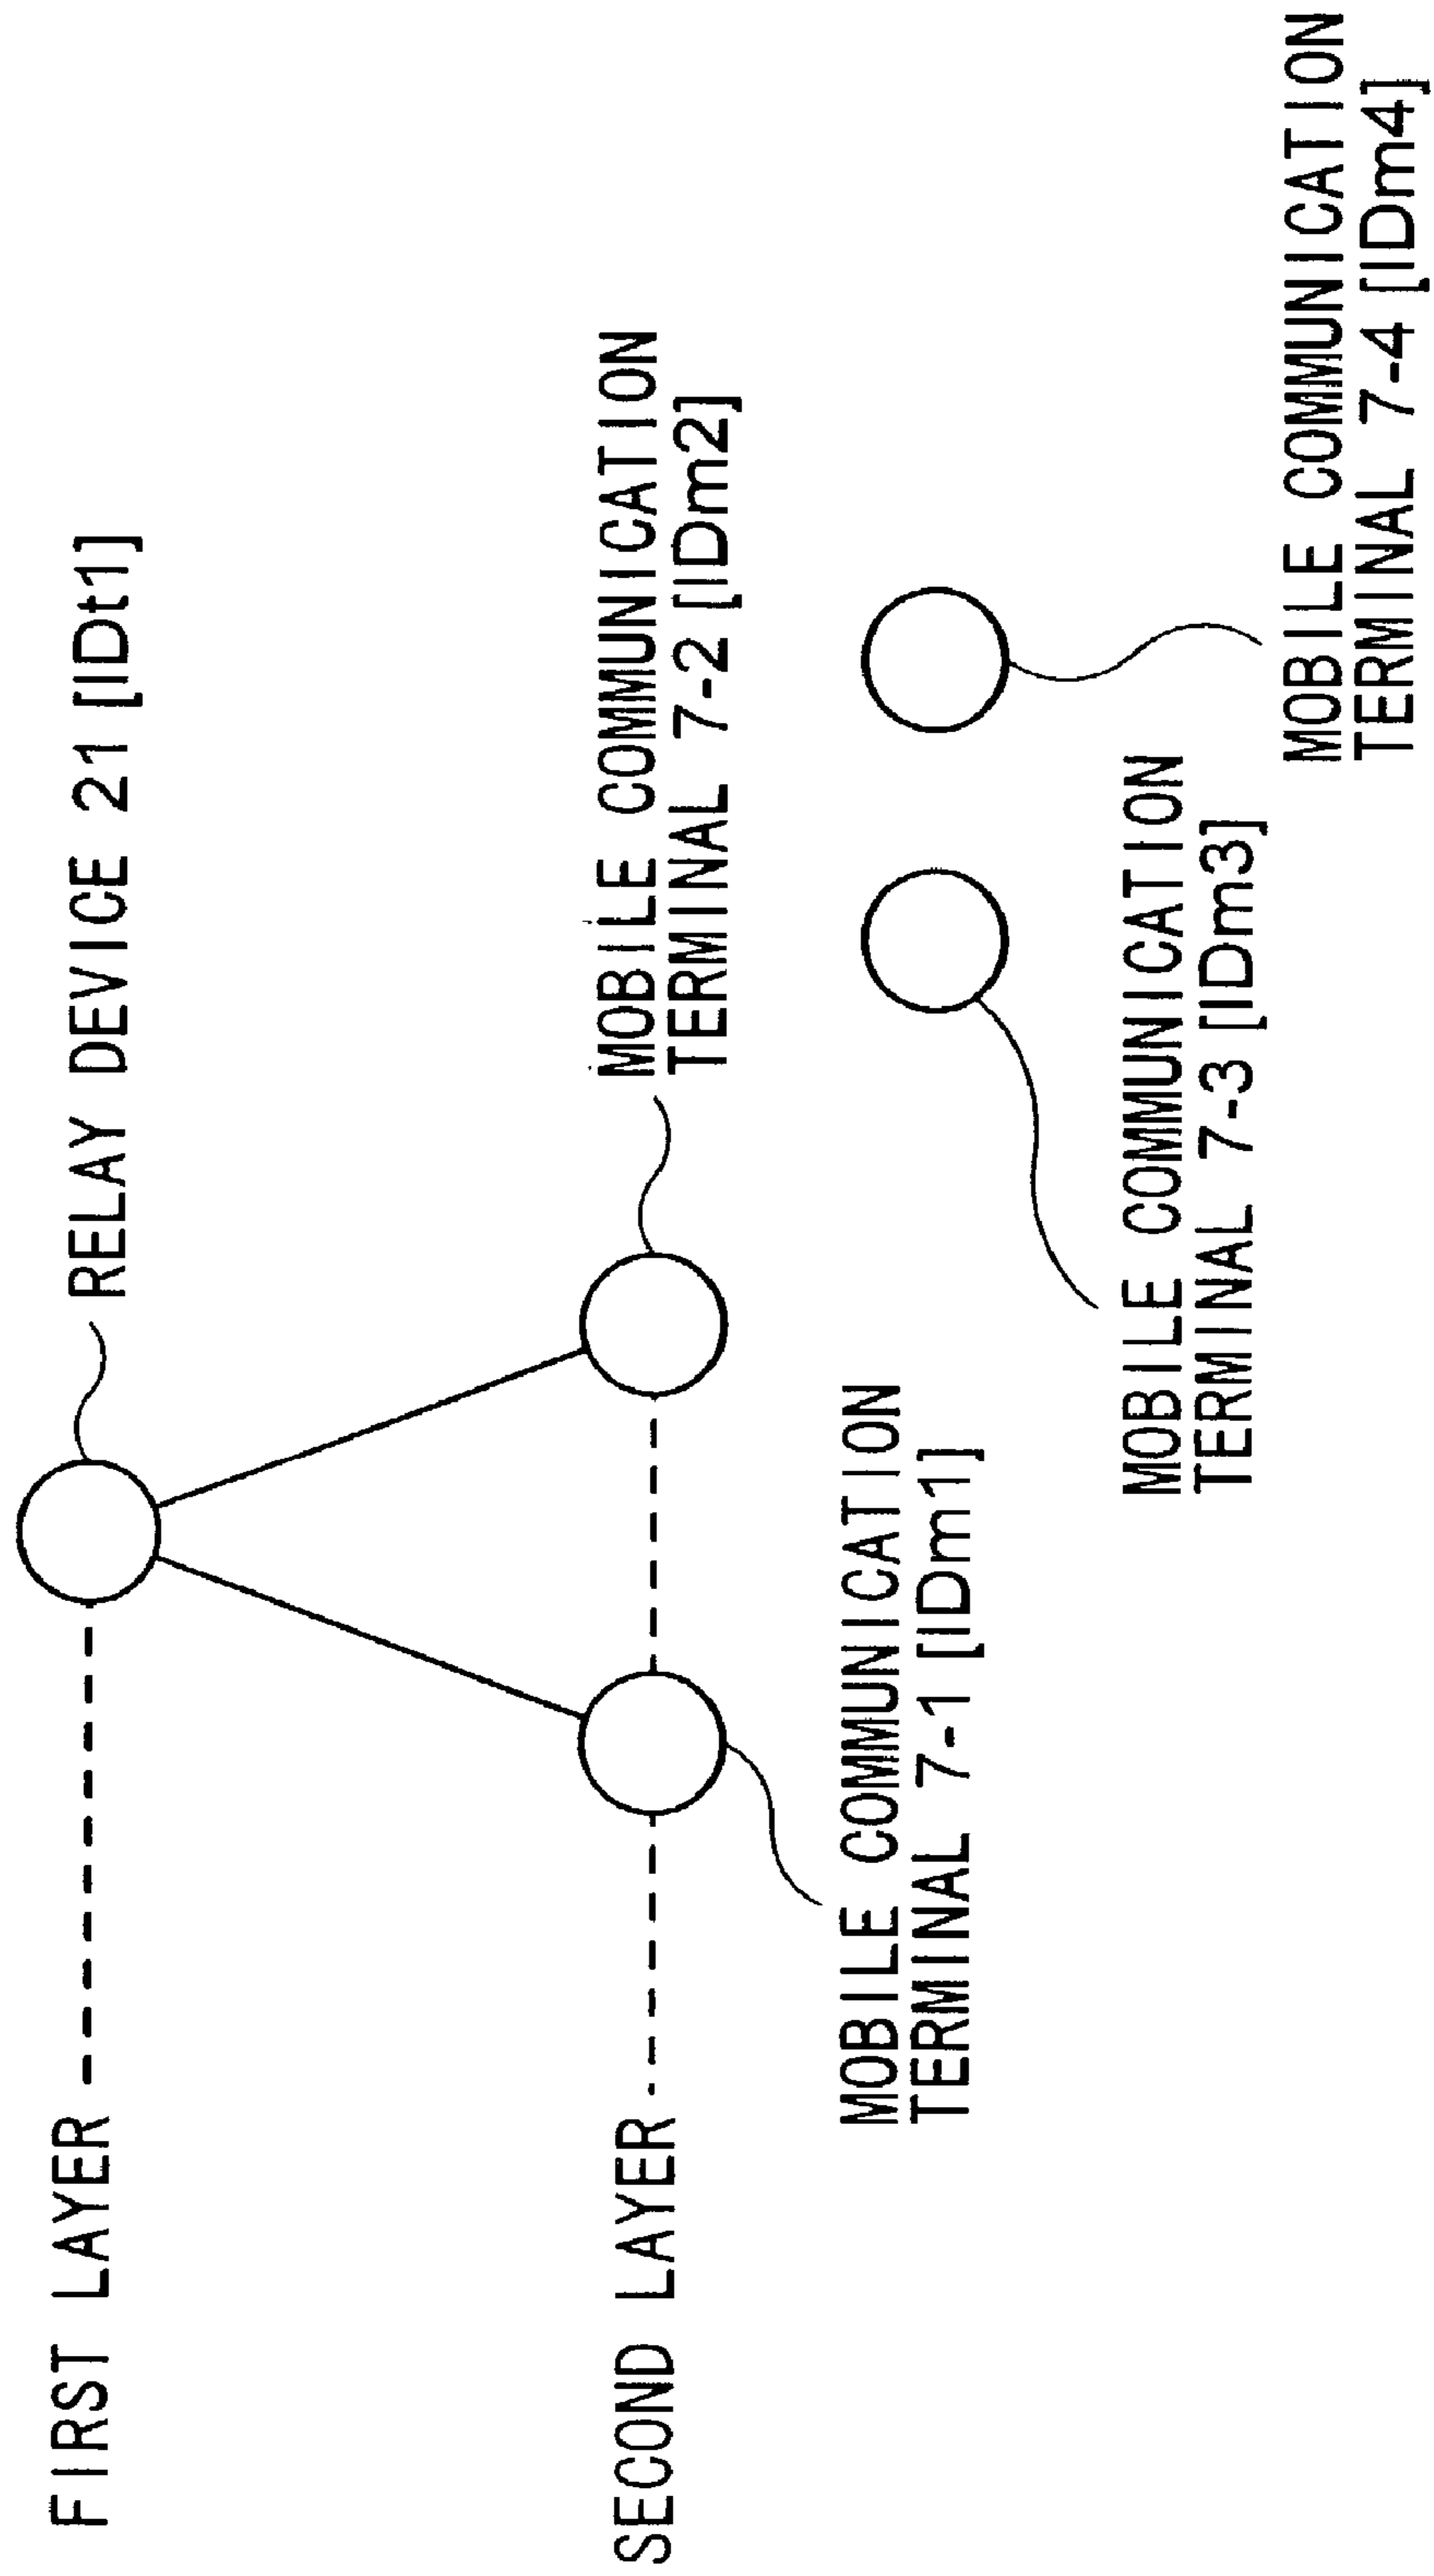 FIRST LAYER
RELAY DEVICE 21 [IDt1]
SECOND LAYER
MOBILE COMMUNICATION
TERMINAL 7-2 [IDm2]
MOBILE COMMUNICATION
TERMINAL 7-1 [IDm1]
MOBILE COMMUNICATION
TERMINAL 7-3 [IDm3]
MOBILE COMMUNICATION
TERMINAL 7-4 [IDm4]